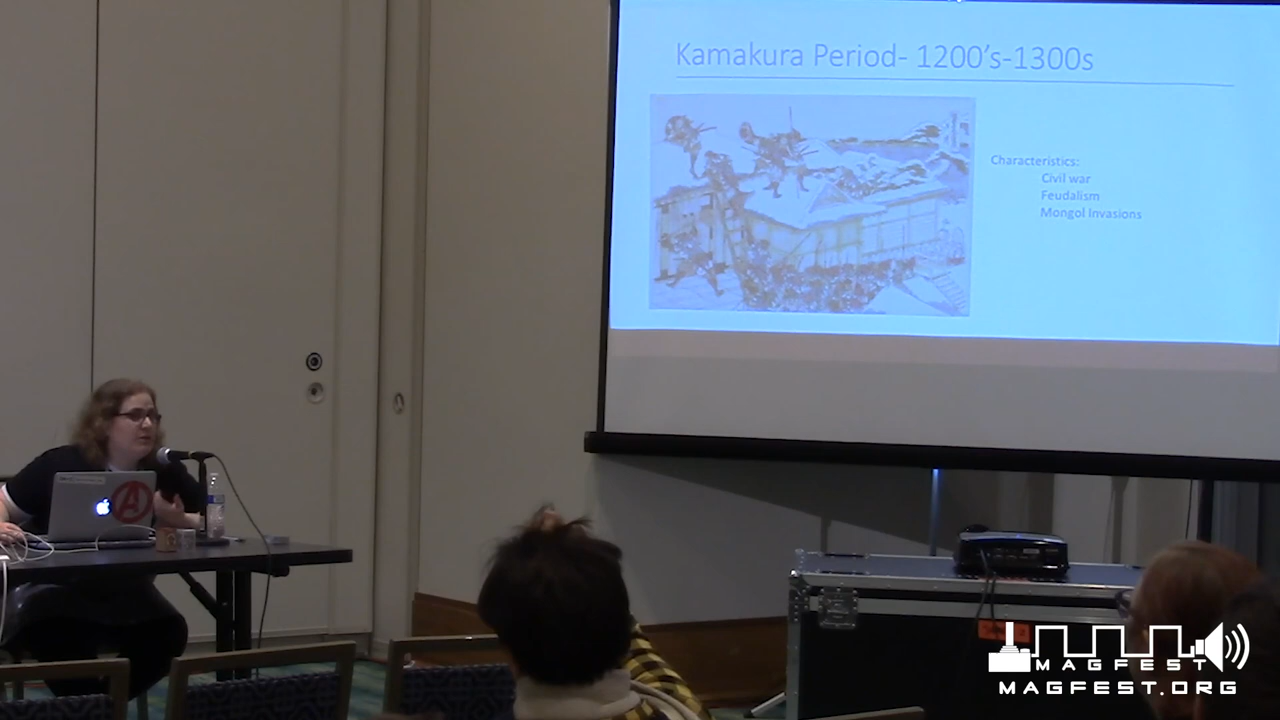 Kamakura Period- 1200's-1300s
Characteristics:
Civil war
Feudalism
Mongol Invasions
MAGFEST
MAGFEST.ORG